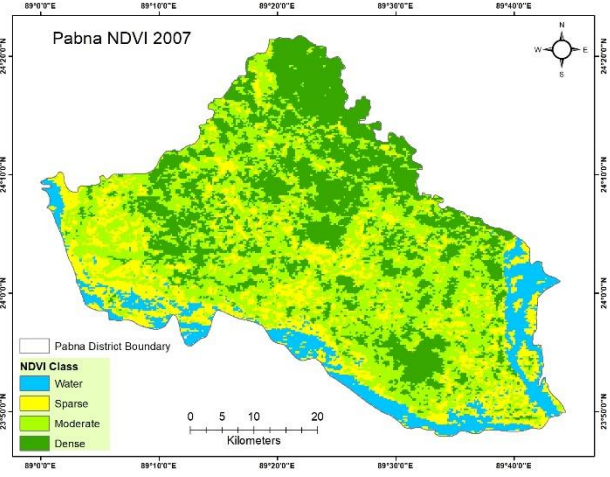 89°0'0"E 89°10'0"E 89°20'0"E 89°30'0"E 89°40'0"E
Pabna NDVI 2007
N
W E
S
24°20'0"N 24°20'0"N
24°10'0"N 24°10'0"N
24°0'0"N 24°0'0"N
23°50'0"N 23°50'0"N
Pabna District Boundary
NDVI Class
Water
Sparse
Moderate
Dense
0 5 10 20
Kilometers
89°0'0"E 89°10'0"E 89°20'0"E 89°30'0"E 89°40'0"E